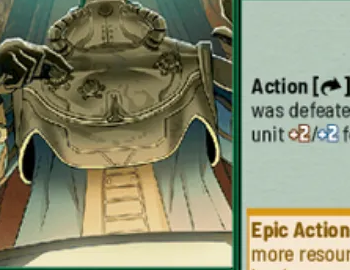 Action [↷]
was defeate
unit +2/+2 f
Epic Action
more resour